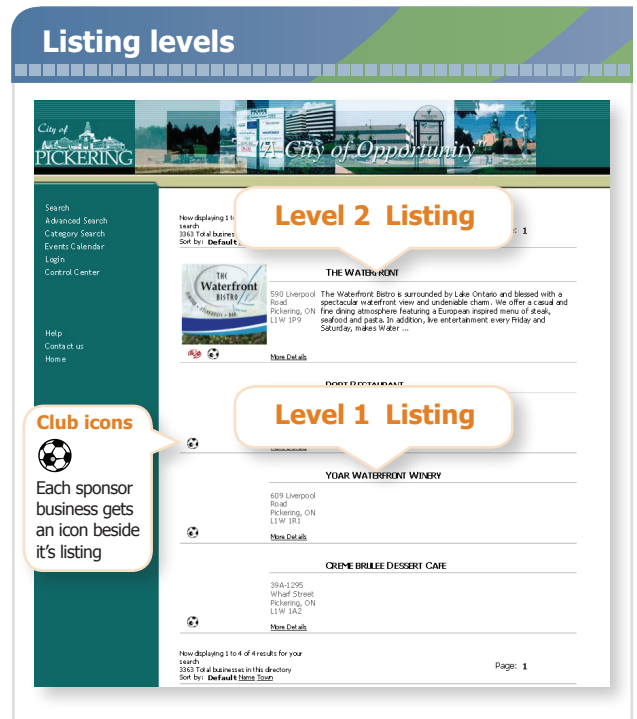 Listing levels
City of
PICKERING
"A City of Opportunity"
Search
Advanced Search
Category Search
Events Calendar
Login
Control Center
Help
Contact us
Home
Now displaying 1 to
search
3363 Total busines
Sort by: Default
1
Level 2 Listing
THE WATERFRONT
THE
Waterfront
BISTRO
590 Liverpool
Road
Pickering, ON
L1W 1P9
The Waterfront Bistro is surrounded by Lake Ontario and blessed with a
spectacular waterfront view and undeniable charm. We offer a casual and
fine dining atmosphere featuring a European inspired menu of steak,
seafood and pasta. In addition, live entertainment every Friday and
Saturday, makes Water ...
More Details
RESTAURANT
Level 1 Listing
Club icons
Each sponsor
business gets
an icon beside
it's listing
YOAR WATERFRONT WINERY
609 Liverpool
Road
Pickering, ON
L1W 1R1
More Details
CREME BRULEE DESSERT CAFE
39A-1295
Wharf Street
Pickering, ON
L1W 1A2
More Details
Now displaying 1 to 4 of 4 results for your
search
3363 Total businesses in this directory
Sort by: Default Name Town
Page: 1